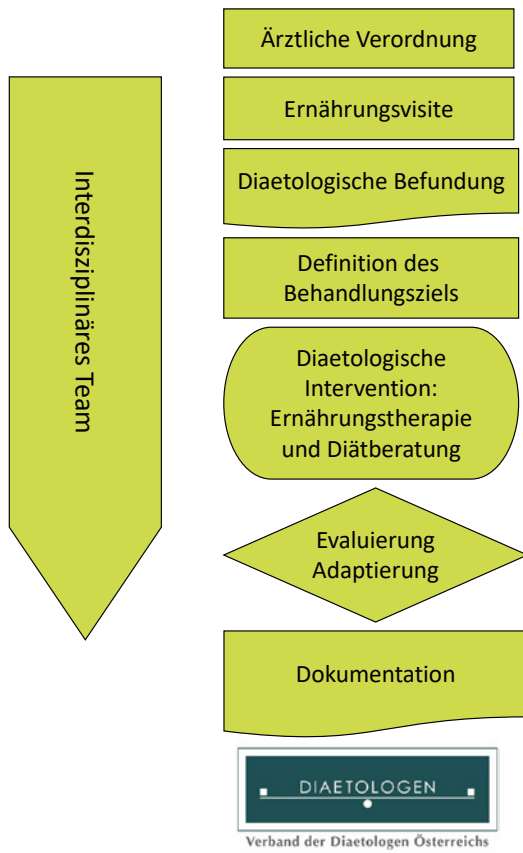 Ärztliche Verordnung
Ernährungsvisite
Diaetologische Befundung
Definition des
Behandlungsziels
Diaetologische
Intervention:
Ernährungstherapie
und Diätberatung
Evaluierung
Adaptierung
Dokumentation
Interdisziplinäres Team
DIAETOLOGEN
Verband der Diaetologen Österreichs